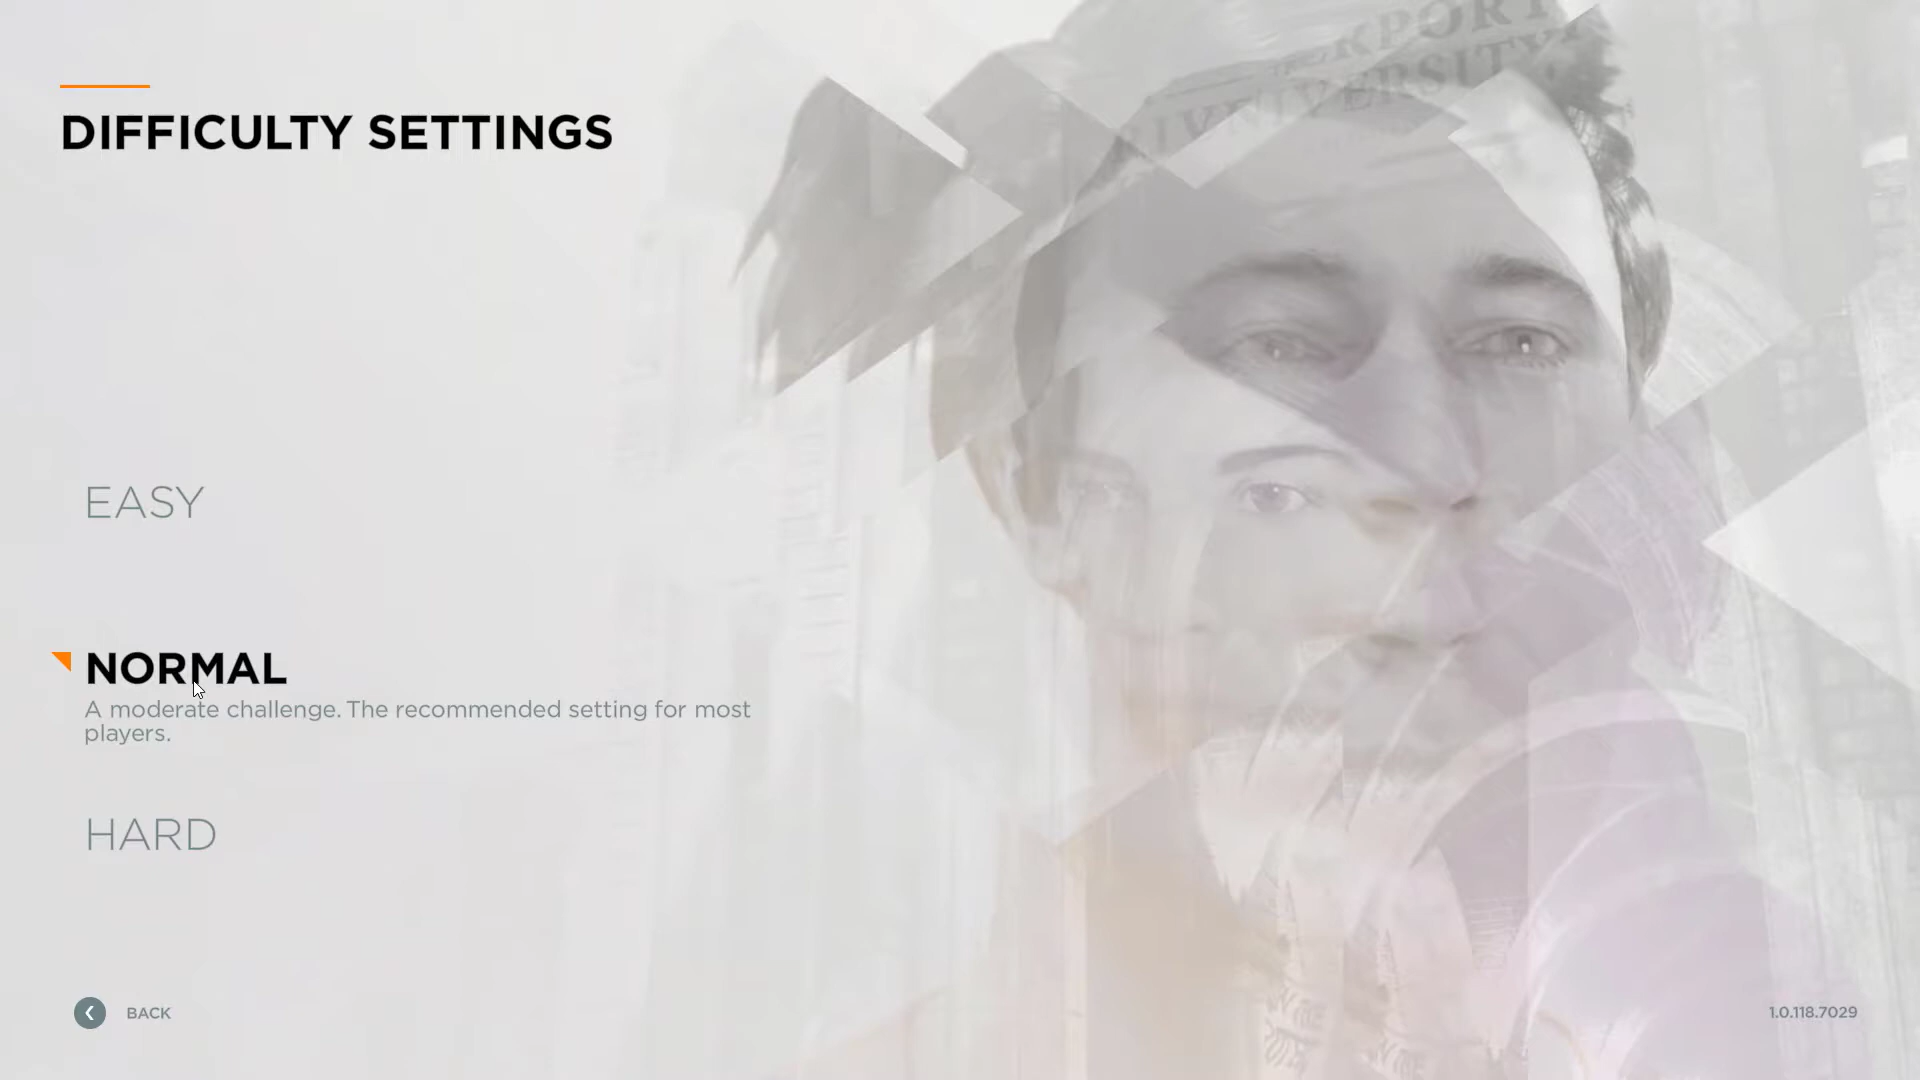 DIFFICULTY SETTINGS
EASY
NORMAL
A moderate challenge. The recommended setting for most
players.
HARD
BACK
1.0.118.7029